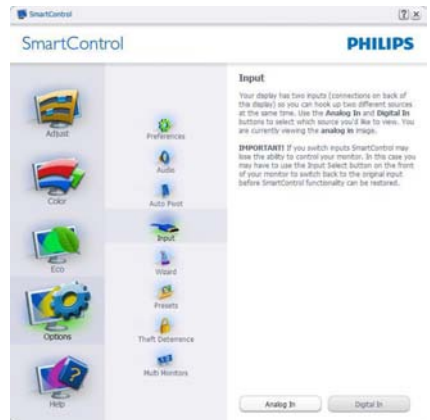 SmartControl
SmartControl
PHILIPS
Adjust
Color
Eco
Options
Help
Preferences
Audio
Auto Pivot
Input
Wizard
Presets
Theft Deterrence
Multi Monitors
Input
Your display has two inputs (connections on back of
the display) so you can hook up two different sources
at the same time. Use the Analog In and Digital In
buttons to select which source you'd like to view. You
are currently viewing the analog in image.
IMPORTANT! If you switch inputs SmartControl may
lose the ability to control your monitor. In the case you
may have to use the Input Select button on the front
of your monitor to switch back to the original input
before SmartControl functionality can be restored.
Analog In
Digital In